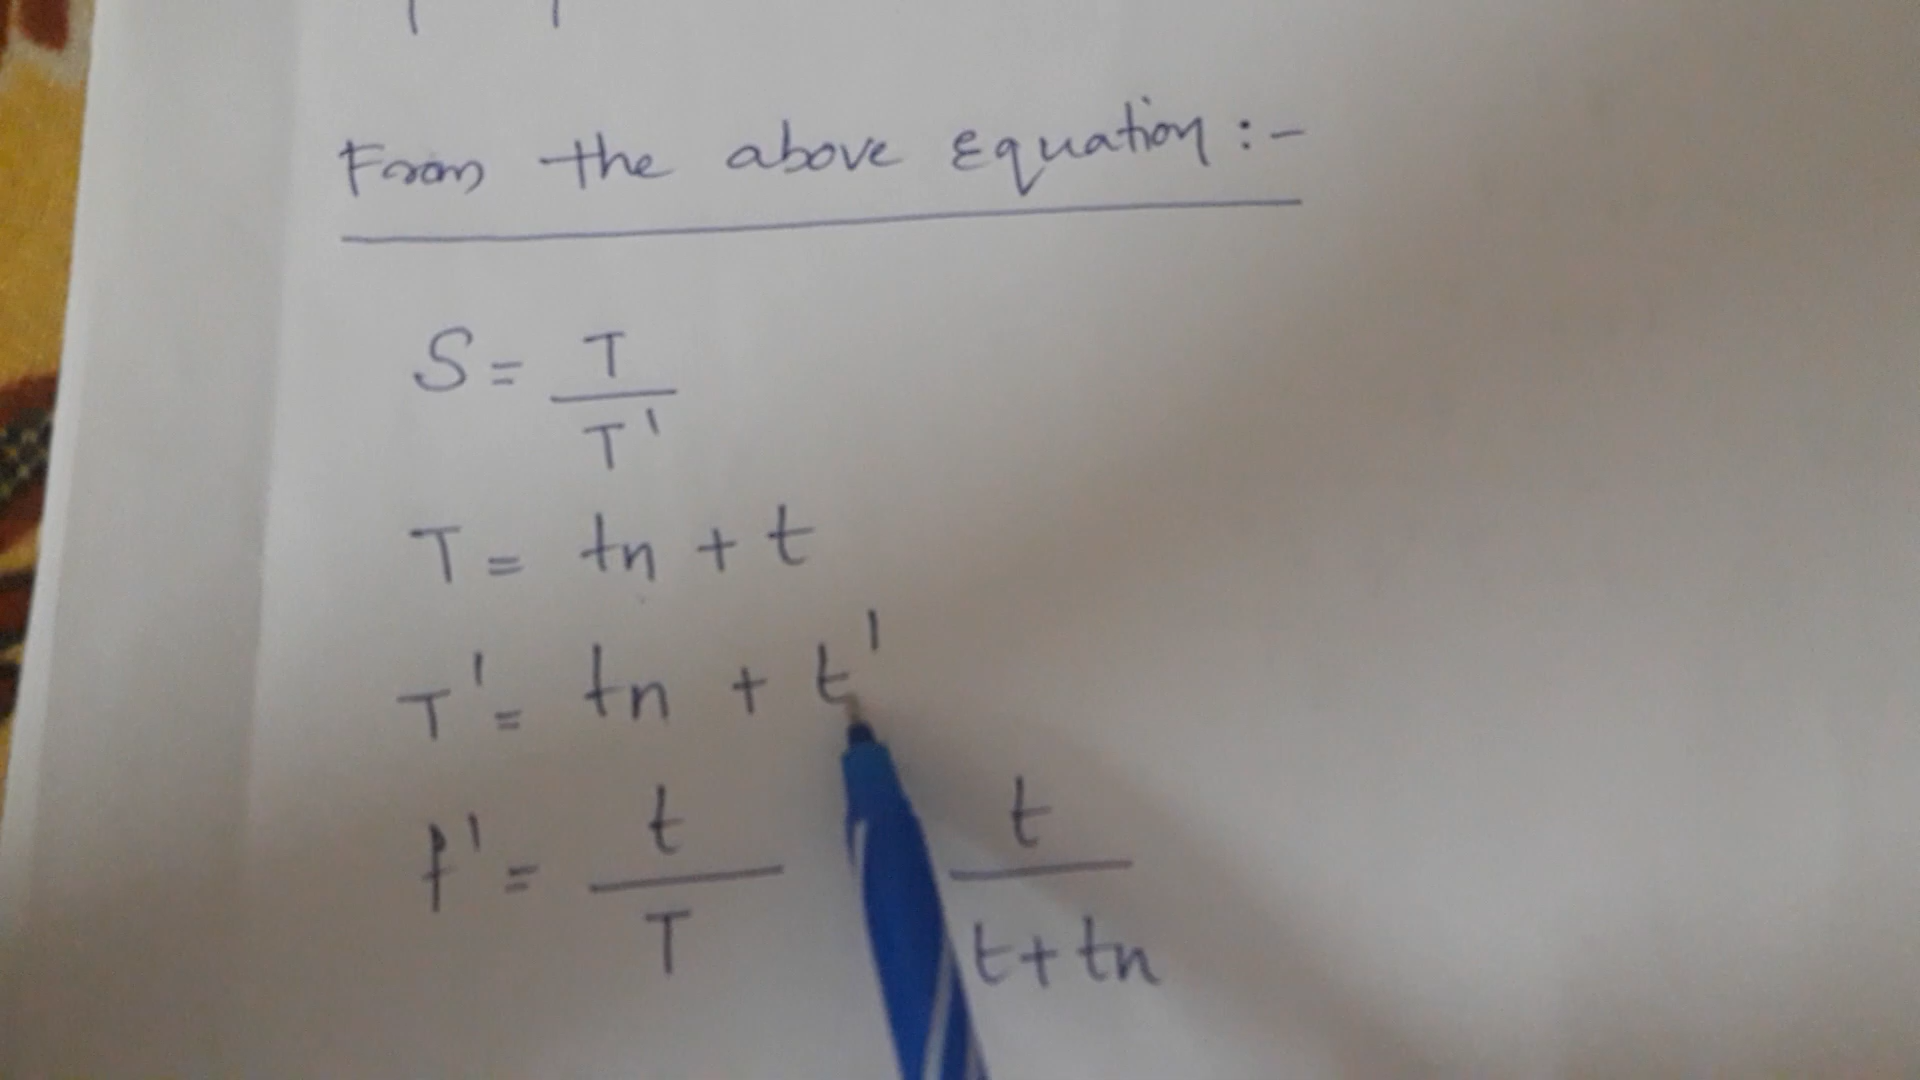 From the above Equation :-
S = T / T'
T = tn + t
T' = tn + t'
f' = t / T t / t + tn